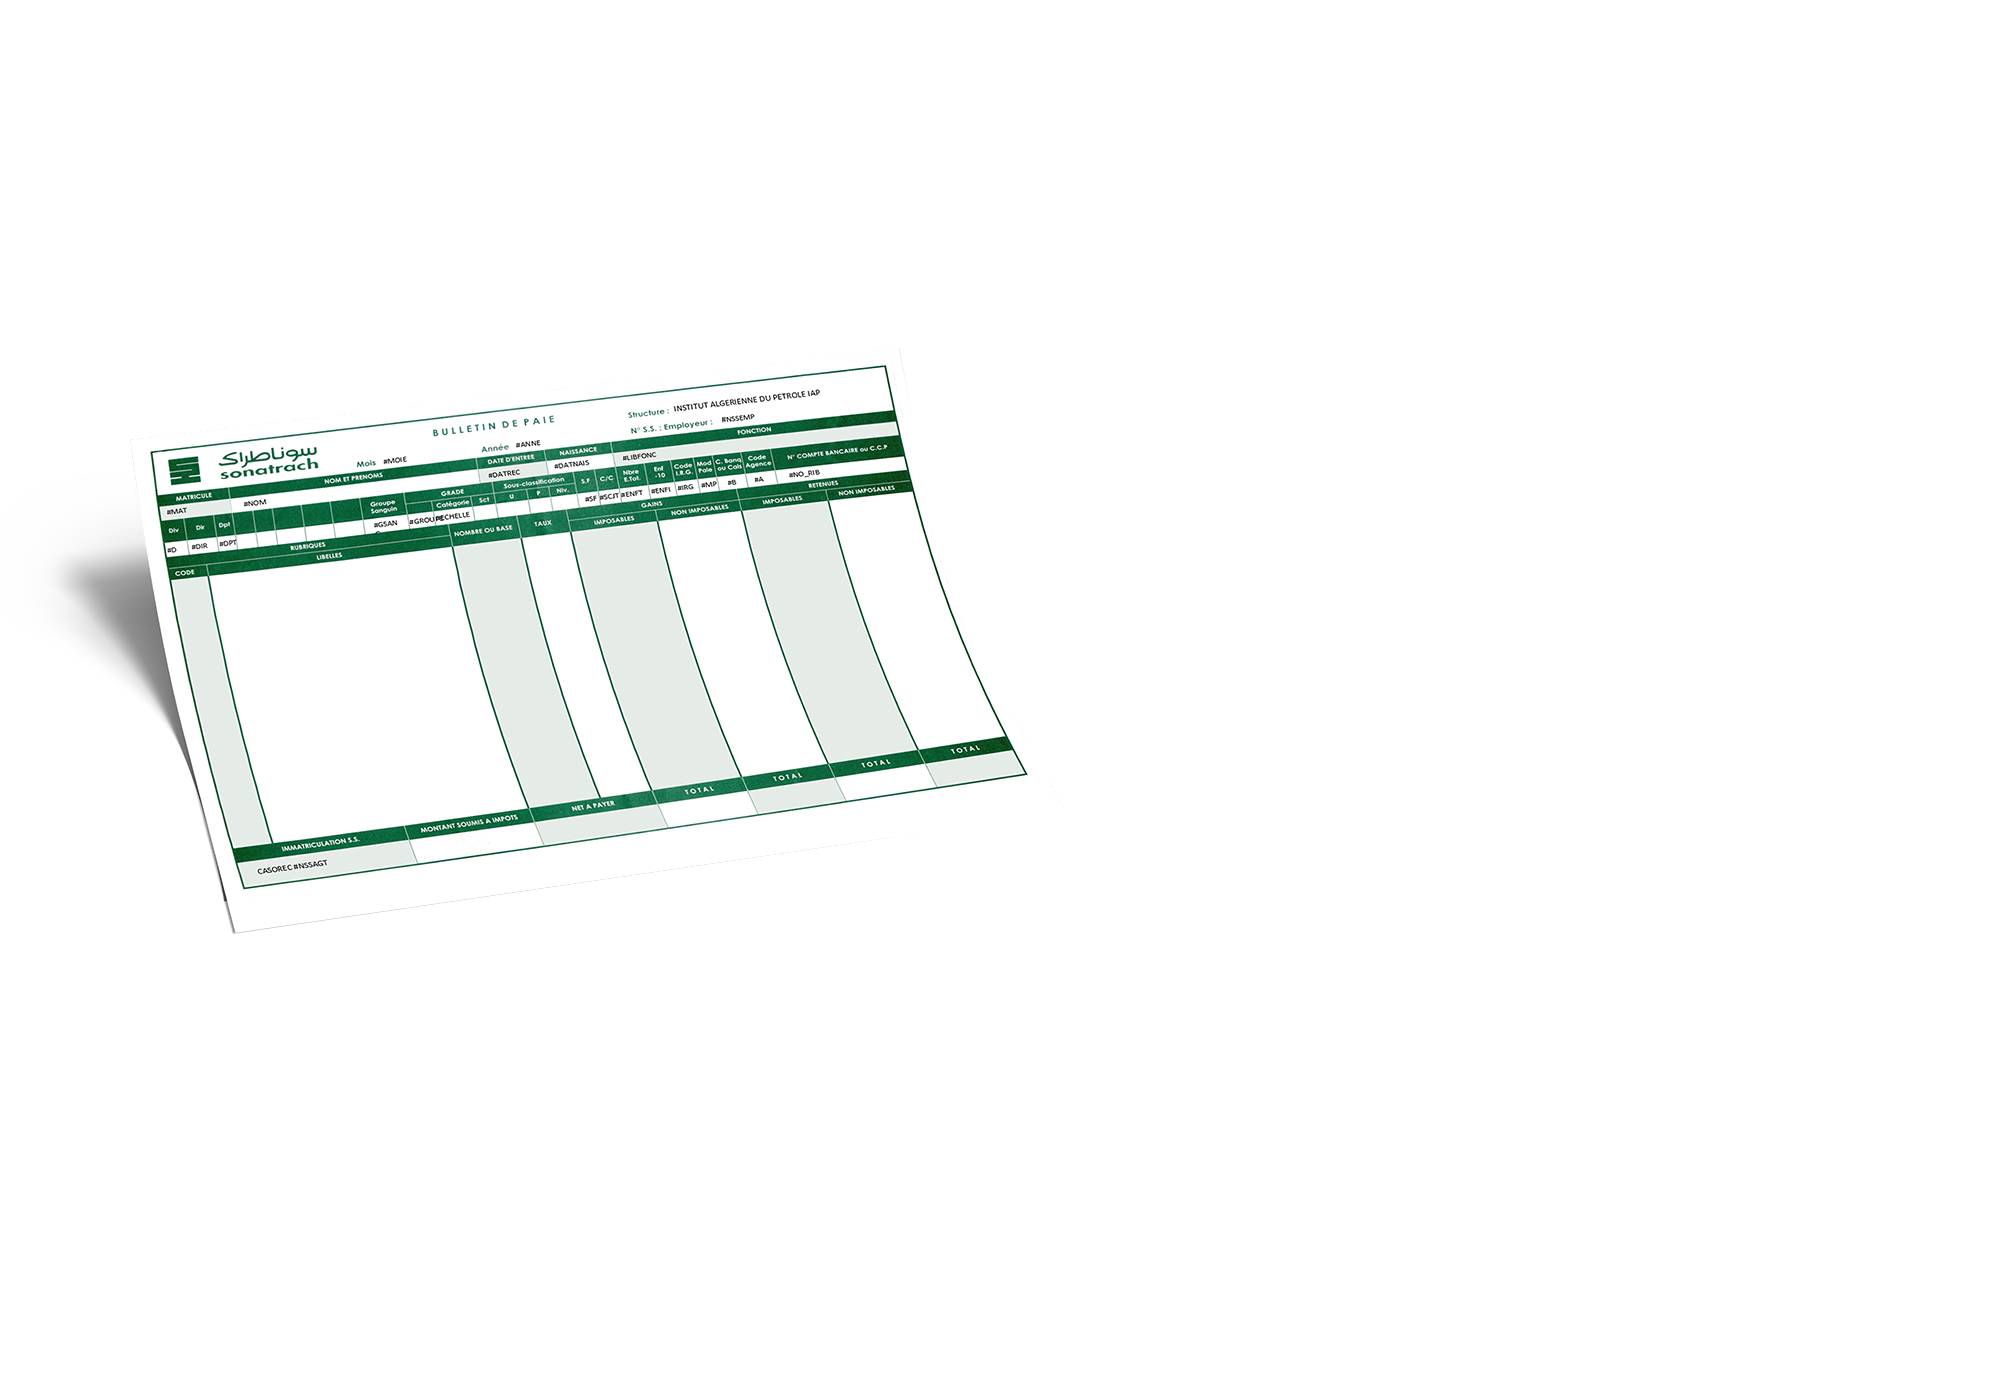 BULLETIN DE PAIE
Structure : INSTITUT ALGERIENNE DU PETROLE IAP
سوناطراك
sonatrach
Mois #MOIE
Année #ANNE
N° S.S. : Employeur : #NSSEMP
MATRICULE NOM ET PRENOMS DATE D'ENTREE NAISSANCE FONCTION
#MAT #NOM #DATREC #DATNAIS #LIBFONC
Div Dir Dpt Groupe Sanguin GRADE Catégorie Sct Sous-classification U P Niv. S.F C/C Nbre E.Tot. Enf -10 Code I.R.G. Mod Paie C. Banq ou Cais Code Agence N° COMPTE BANCAIRE ou C.C.P
#D #DIR #DPT #GSAN #GROUPE #ECHELLE #SF #SCJT #ENFT #ENFI #IRG #MP #B #A #NO_RIB
RUBRIQUES NOMBRE OU BASE TAUX GAINS RETENUES
CODE LIBELLES IMPOSABLES NON IMPOSABLES IMPOSABLES NON IMPOSABLES
IMMATRICULATION S.S. MONTANT SOUMIS A IMPOTS NET A PAYER TOTAL TOTAL TOTAL TOTAL
CASOREC #NSSAGT